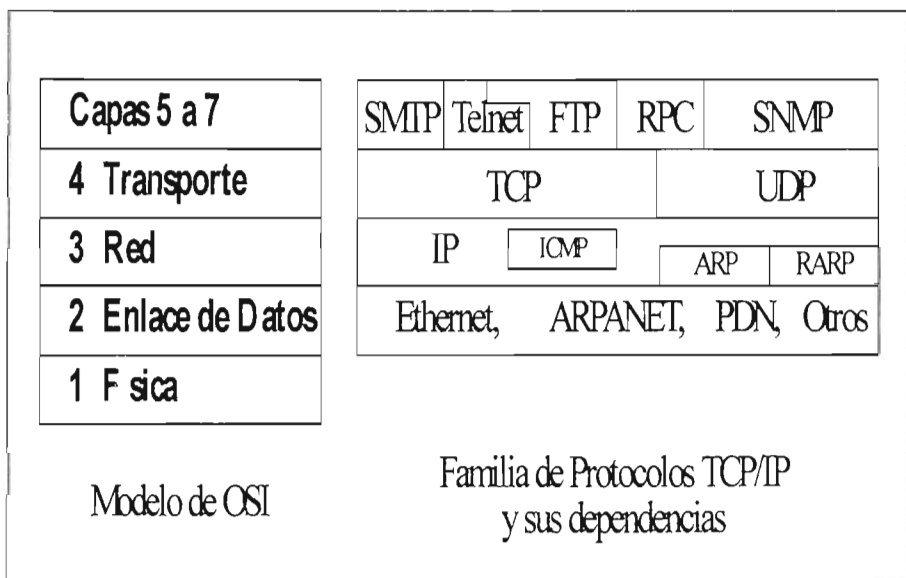 Capas 5 a 7
4 Transporte
3 Red
2 Enlace de Datos
1 F sica
Modelo de OSI
SMTP Telnet FTP RPC SNMP
TCP UDP
IP ICMP ARP RARP
Ethernet, ARPANET, PDN, Otros
Familia de Protocolos TCP/IP
y sus dependencias